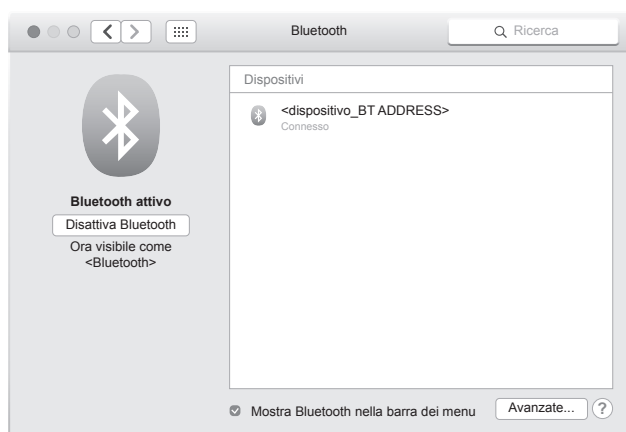 Bluetooth
Ricerca
Dispositivi
<dispositivo_BT ADDRESS>
Connesso
Bluetooth attivo
Disattiva Bluetooth
Ora visibile come
<Bluetooth>
Mostra Bluetooth nella barra dei menu
Avanzate...
?